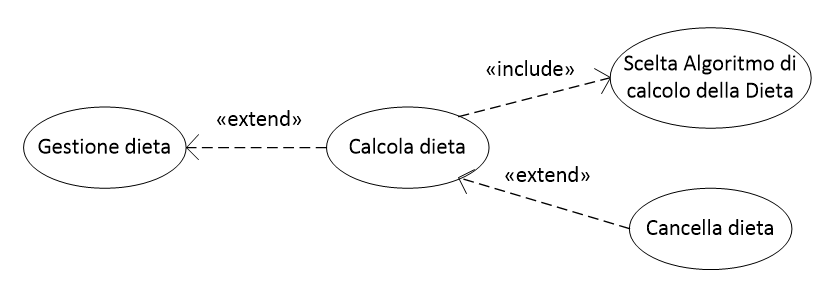 Scelta Algoritmo di
calcolo della Dieta
«include»
«extend»
Gestione dieta
Calcola dieta
«extend»
Cancella dieta